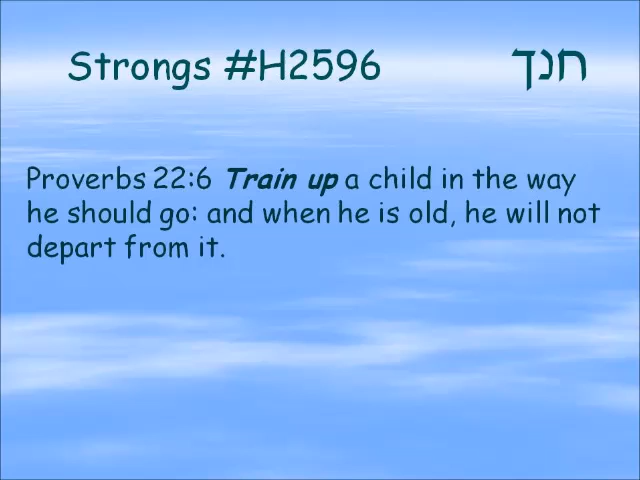 Strongs #H2596 חנך
Proverbs 22:6 Train up a child in the way
he should go: and when he is old, he will not
depart from it.